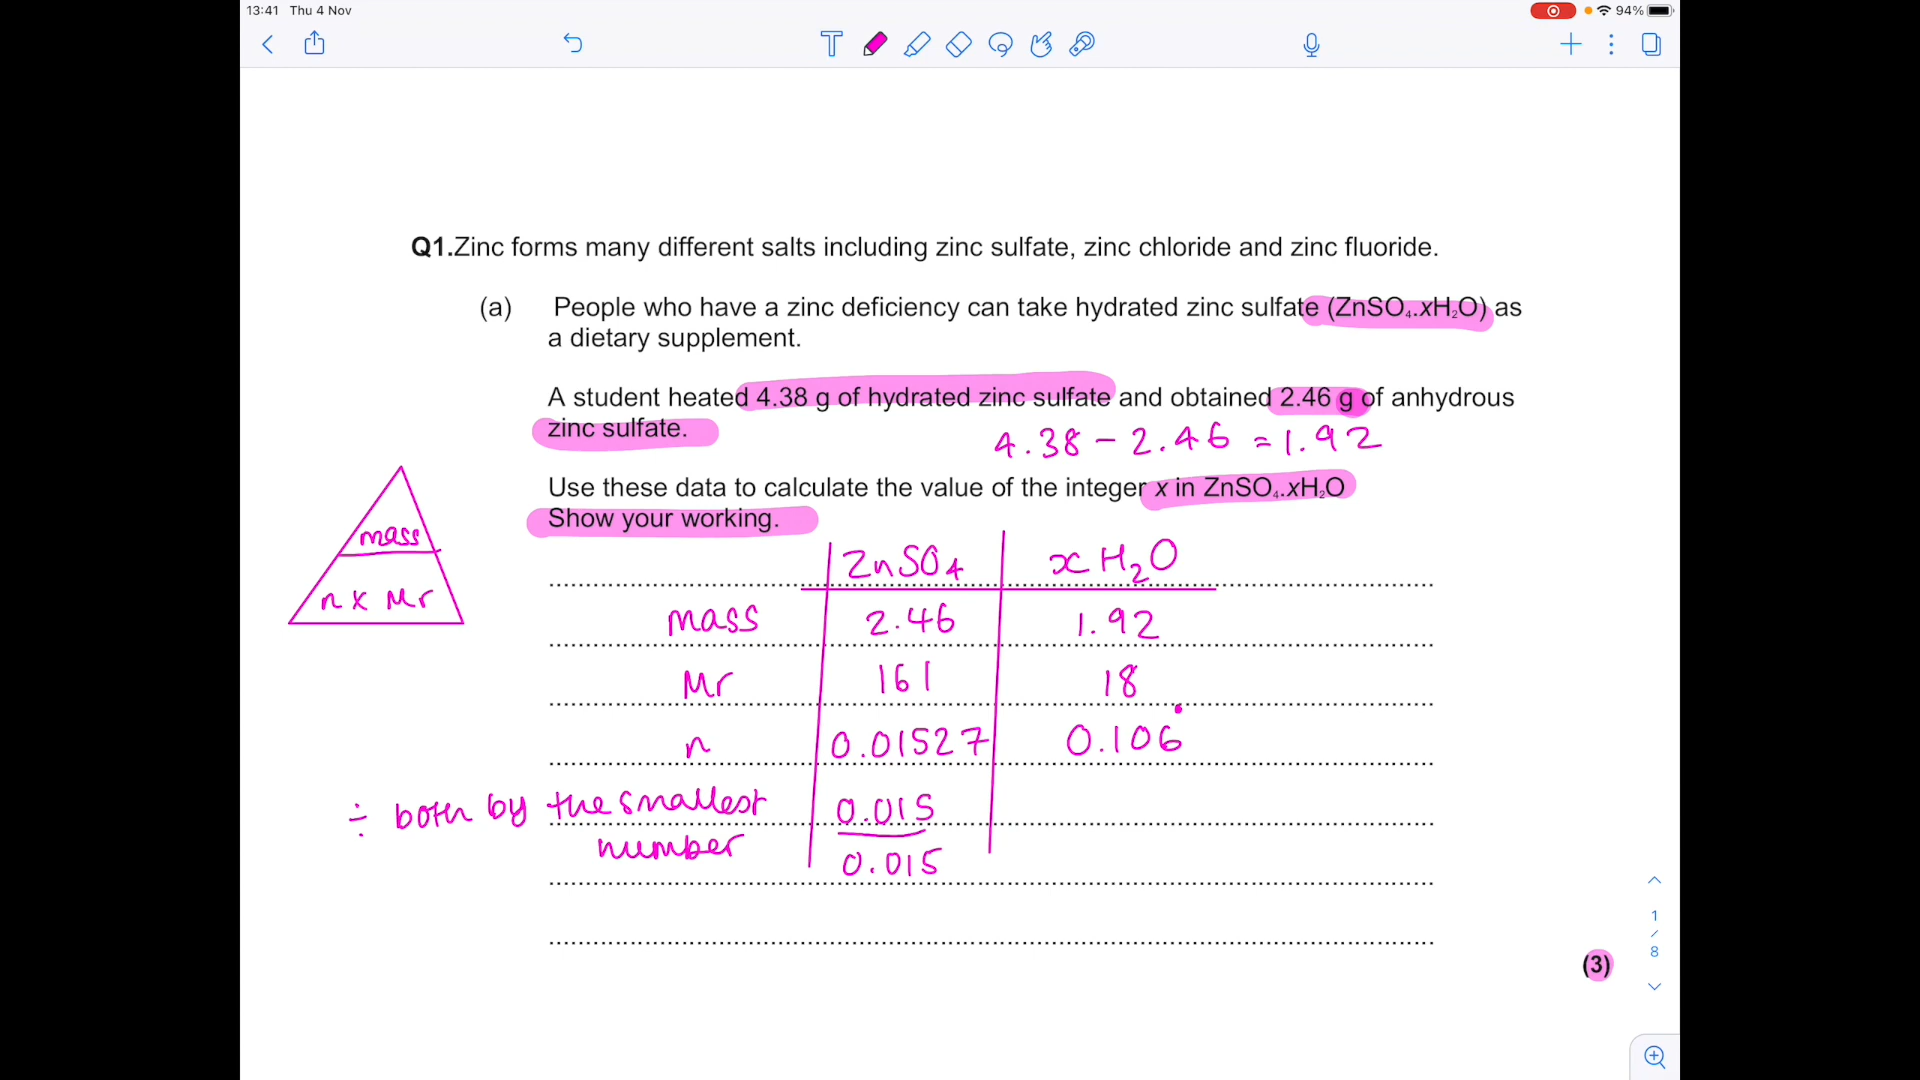 13:41 Thu 4 Nov
94%
Q1.Zinc forms many different salts including zinc sulfate, zinc chloride and zinc fluoride.
(a) People who have a zinc deficiency can take hydrated zinc sulfate (ZnSO₄.xH₂O) as
a dietary supplement.
A student heated 4.38 g of hydrated zinc sulfate and obtained 2.46 g of anhydrous
zinc sulfate.
4.38 - 2.46 = 1.92
Use these data to calculate the value of the integer x in ZnSO₄.xH₂O
Show your working.
mass
n x Mr
ZnSO₄ xH₂O
mass 2.46 1.92
Mr 161 18
n 0.01527 0.106̇
÷ both by the smallest 0.015
number 0.015
(3)
1
/
8